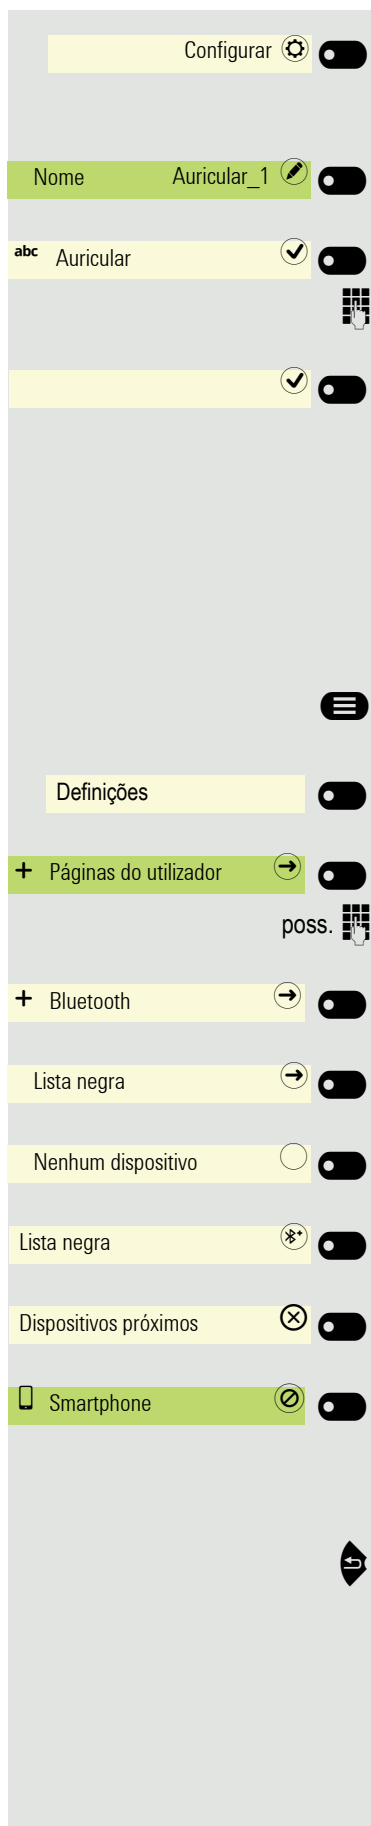 Configurar
Nome Auricular_1
abc Auricular
Definições
+ Páginas do utilizador
poss.
+ Bluetooth
Lista negra
Nenhum dispositivo
Lista negra
Dispositivos próximos
Smartphone